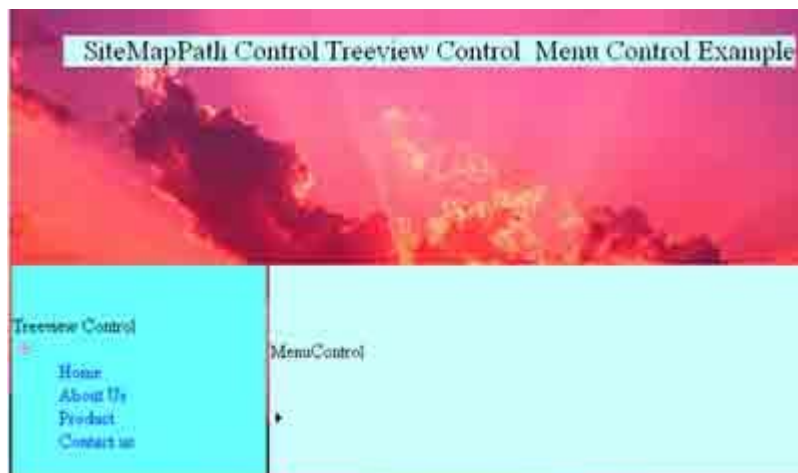 SiteMapPath Control Treeview Control Menu Control Example
Treeview Control
Home
About Us
Product
Contact us
MenuControl